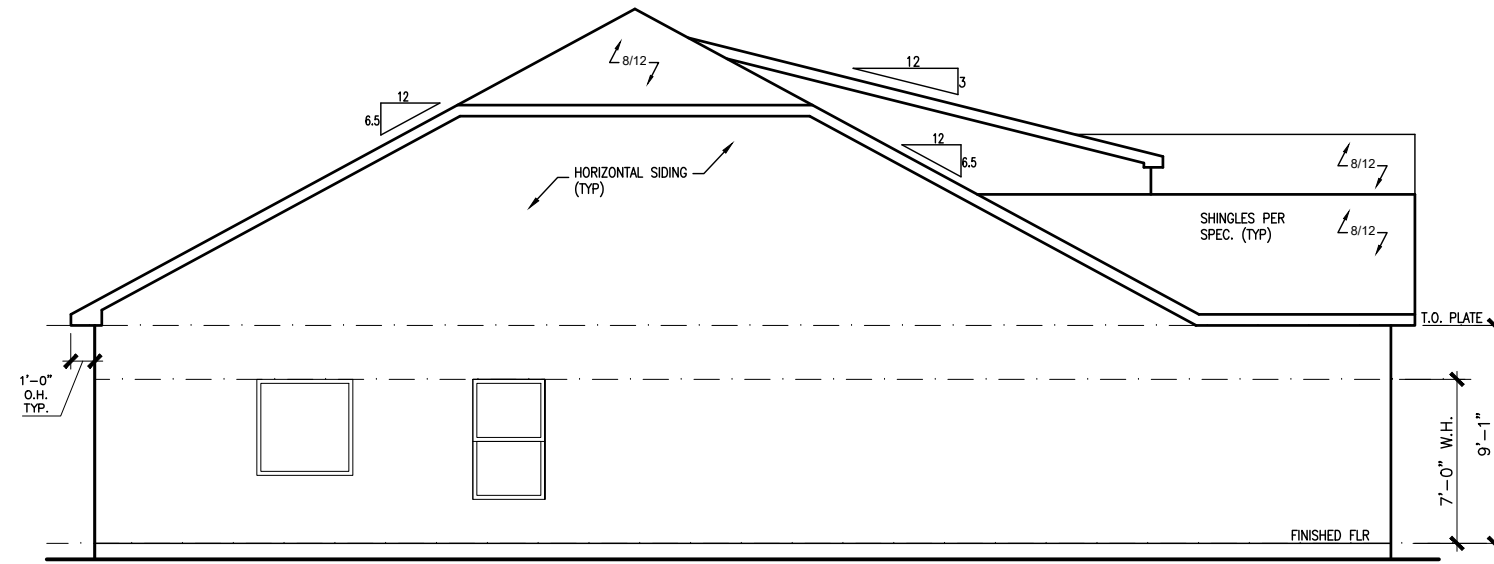 8/12
12
3
12
6.5
12
6.5
8/12
HORIZONTAL SIDING
(TYP)
SHINGLES PER
SPEC. (TYP)
8/12
T.O. PLATE
1'-0"
O.H.
TYP.
7'-0" W.H.
9'-1"
FINISHED FLR